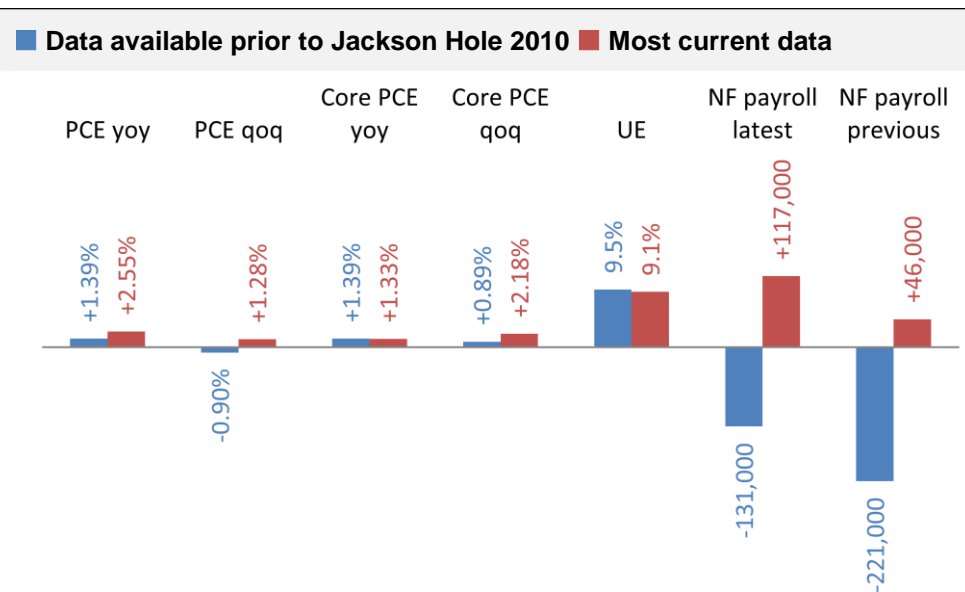 Data available prior to Jackson Hole 2010 Most current data
PCE yoy
PCE qoq
Core PCE
yoy
Core PCE
qoq
UE
NF payroll
latest
NF payroll
previous
+1.39%
+2.55%
-0.90%
+1.28%
+1.39%
+1.33%
+0.89%
+2.18%
9.5%
9.1%
-131,000
+117,000
-221,000
+46,000